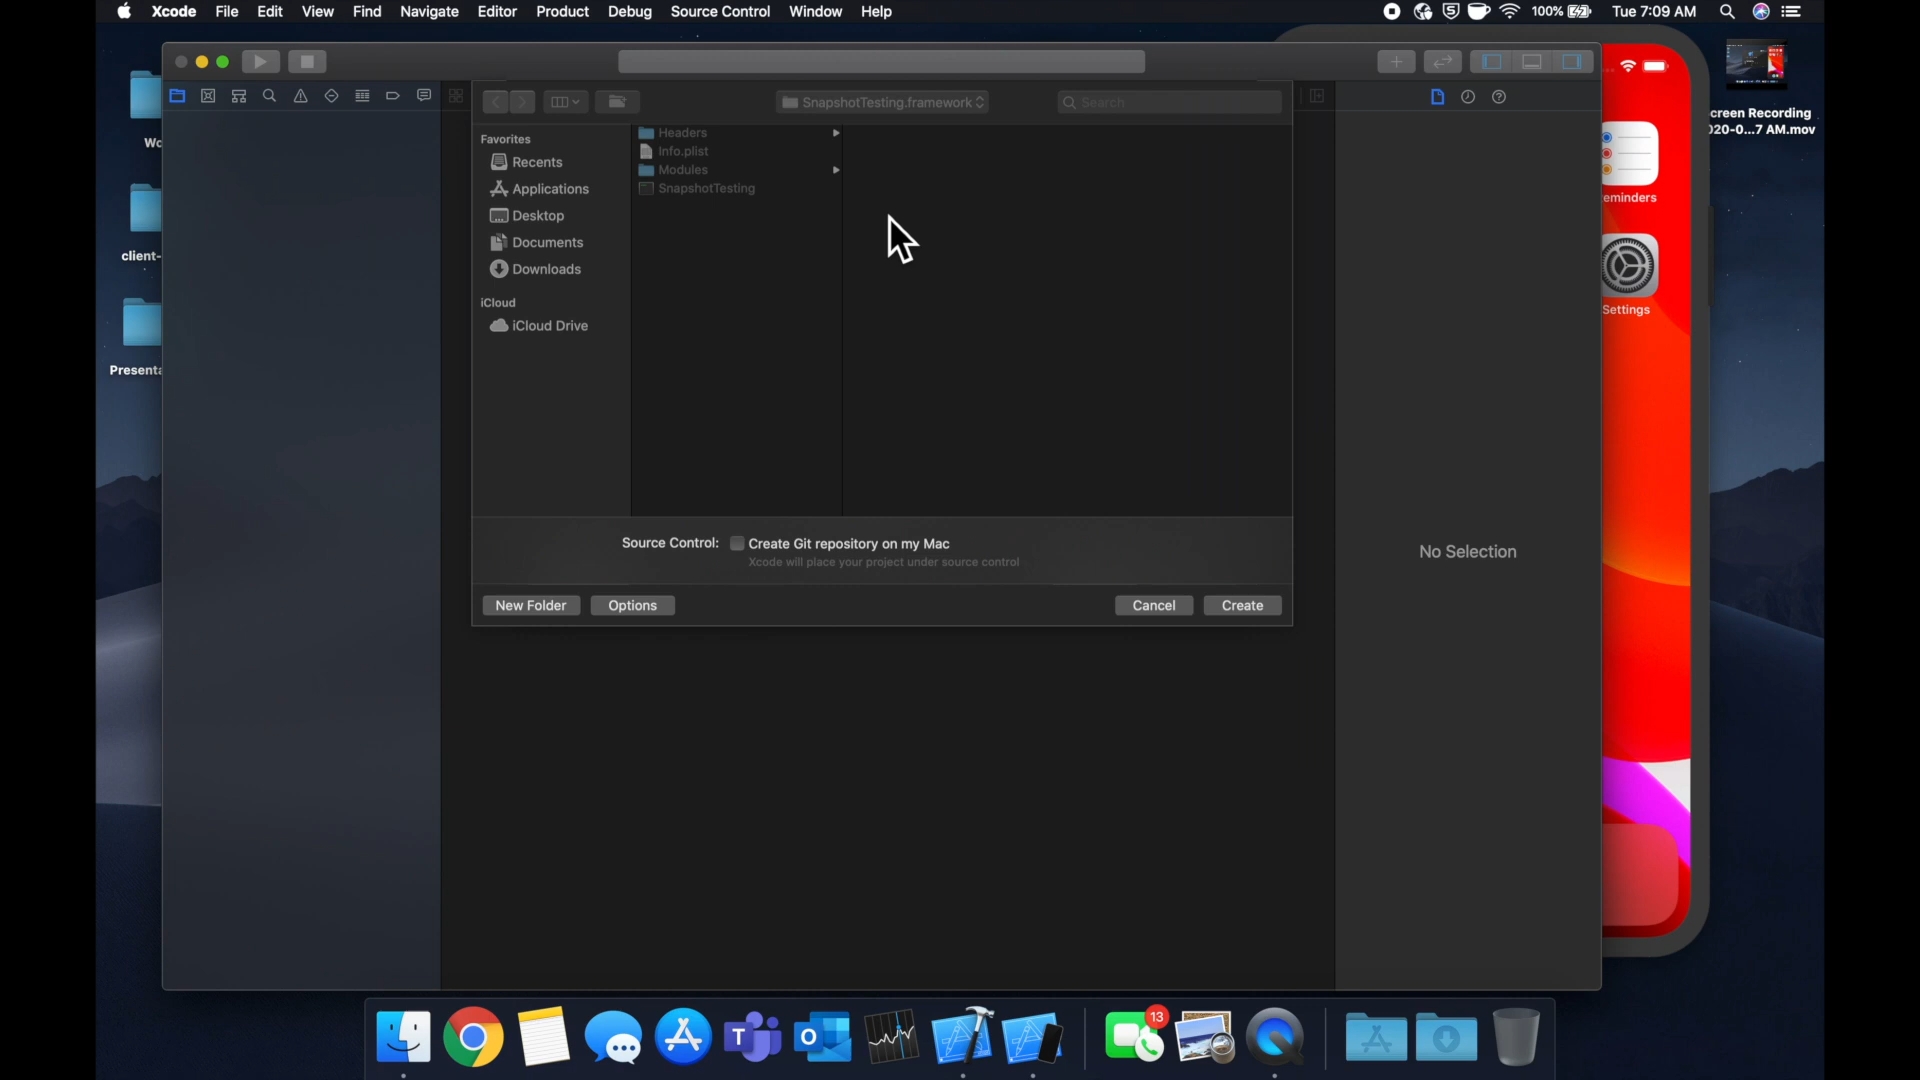 Xcode File Edit View Find Navigate Editor Product Debug Source Control Window Help
100% Tue 7:09 AM
SnapshotTesting.framework
Search
Favorites
Recents
Applications
Desktop
Documents
Downloads
iCloud
iCloud Drive
Headers
Info.plist
Modules
SnapshotTesting
Source Control: Create Git repository on my Mac
Xcode will place your project under source control
New Folder Options Cancel Create
No Selection
Wo
client-
Presenta
eminders
Settings
creen Recording
020-0...7 AM.mov
T
O
13